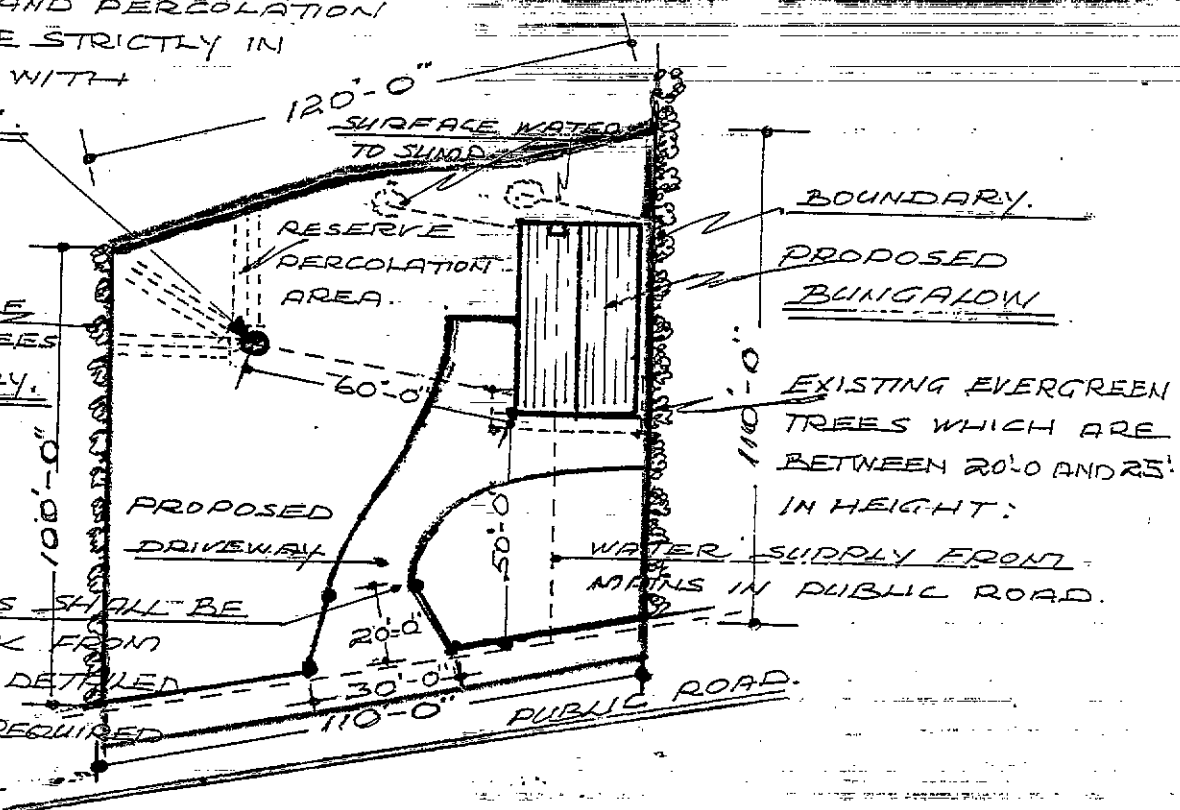 AND PERCOLATION
STRICTLY IN
WITH
120'-0"
SURFACE WATER
TO SUMP
RESERVE
PERCOLATION
AREA.
BOUNDARY.
PROPOSED
BUNGALOW
60'-0"
EXISTING EVERGREEN
TREES WHICH ARE
BETWEEN 20'-0 AND 25'
IN HEIGHT:
110'-0"
100'-0"
PROPOSED
DRIVEWAY
50'-0"
WATER SUPPLY FROM
MAINS IN PUBLIC ROAD.
SHALL BE
FROM
DETAILED
REQUIRED
20'-0"
30'-0"
110'-0"
PUBLIC ROAD.